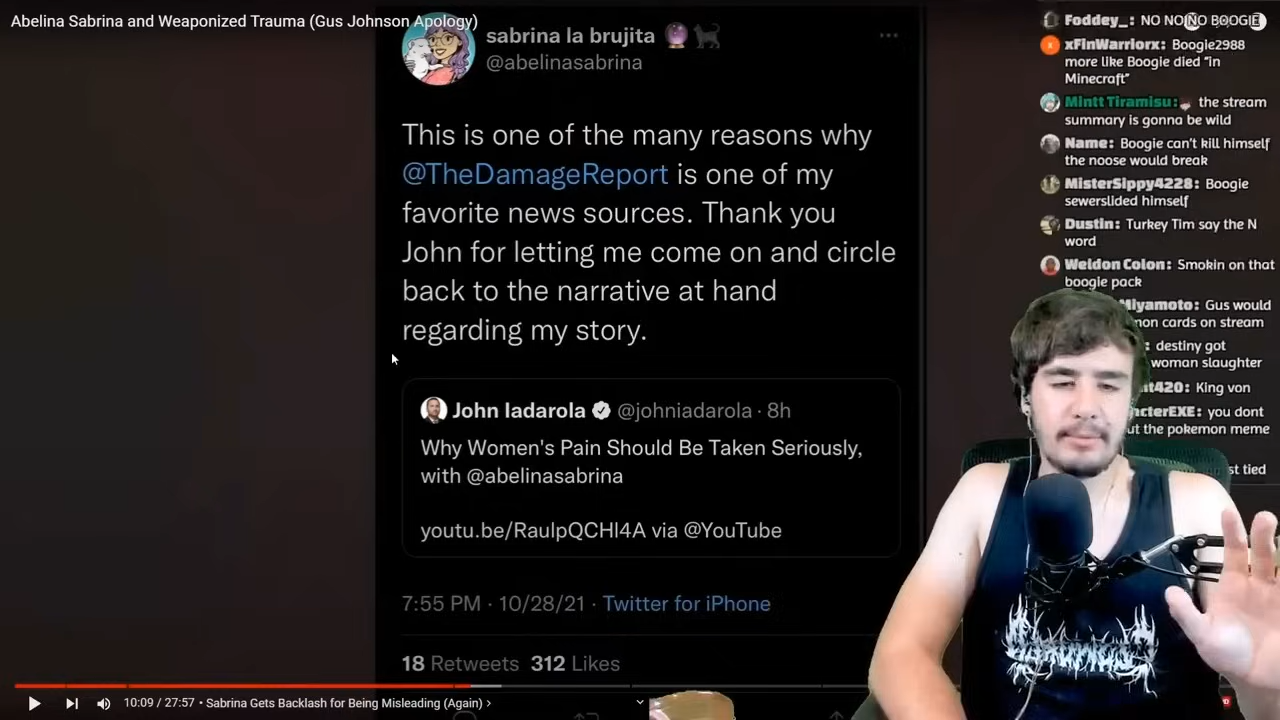 Abelina Sabrina and Weaponized Trauma (Gus Johnson Apology)
sabrina la brujita 🔮🐈‍⬛
@abelinasabrina
This is one of the many reasons why
@TheDamageReport is one of my
favorite news sources. Thank you
John for letting me come on and circle
back to the narrative at hand
regarding my story.
John Iadarola @johniadarola · 8h
Why Women's Pain Should Be Taken Seriously,
with @abelinasabrina
youtu.be/RaulpQCHl4A via @YouTube
7:55 PM · 10/28/21 · Twitter for iPhone
18 Retweets 312 Likes
10:09 / 27:57 • Sabrina Gets Backlash for Being Misleading (Again) >
Foddey_: NO NO NO BOOGIE
xFinWarriorx: Boogie2988
more like Boogie died "in
Minecraft"
Mintt Tiramisu: the stream
summary is gonna be wild
Name: Boogie can't kill himself
the noose would break
MisterSippy4228: Boogie
sewerslided himself
Dustin: Turkey Tim say the N
word
Weldon Colon: Smokin on that
boogie pack
Miyamoto: Gus would
mon cards on stream
: destiny got
woman slaughter
t420: King von
ncterEXE: you dont
ut the pokemon meme
st tied